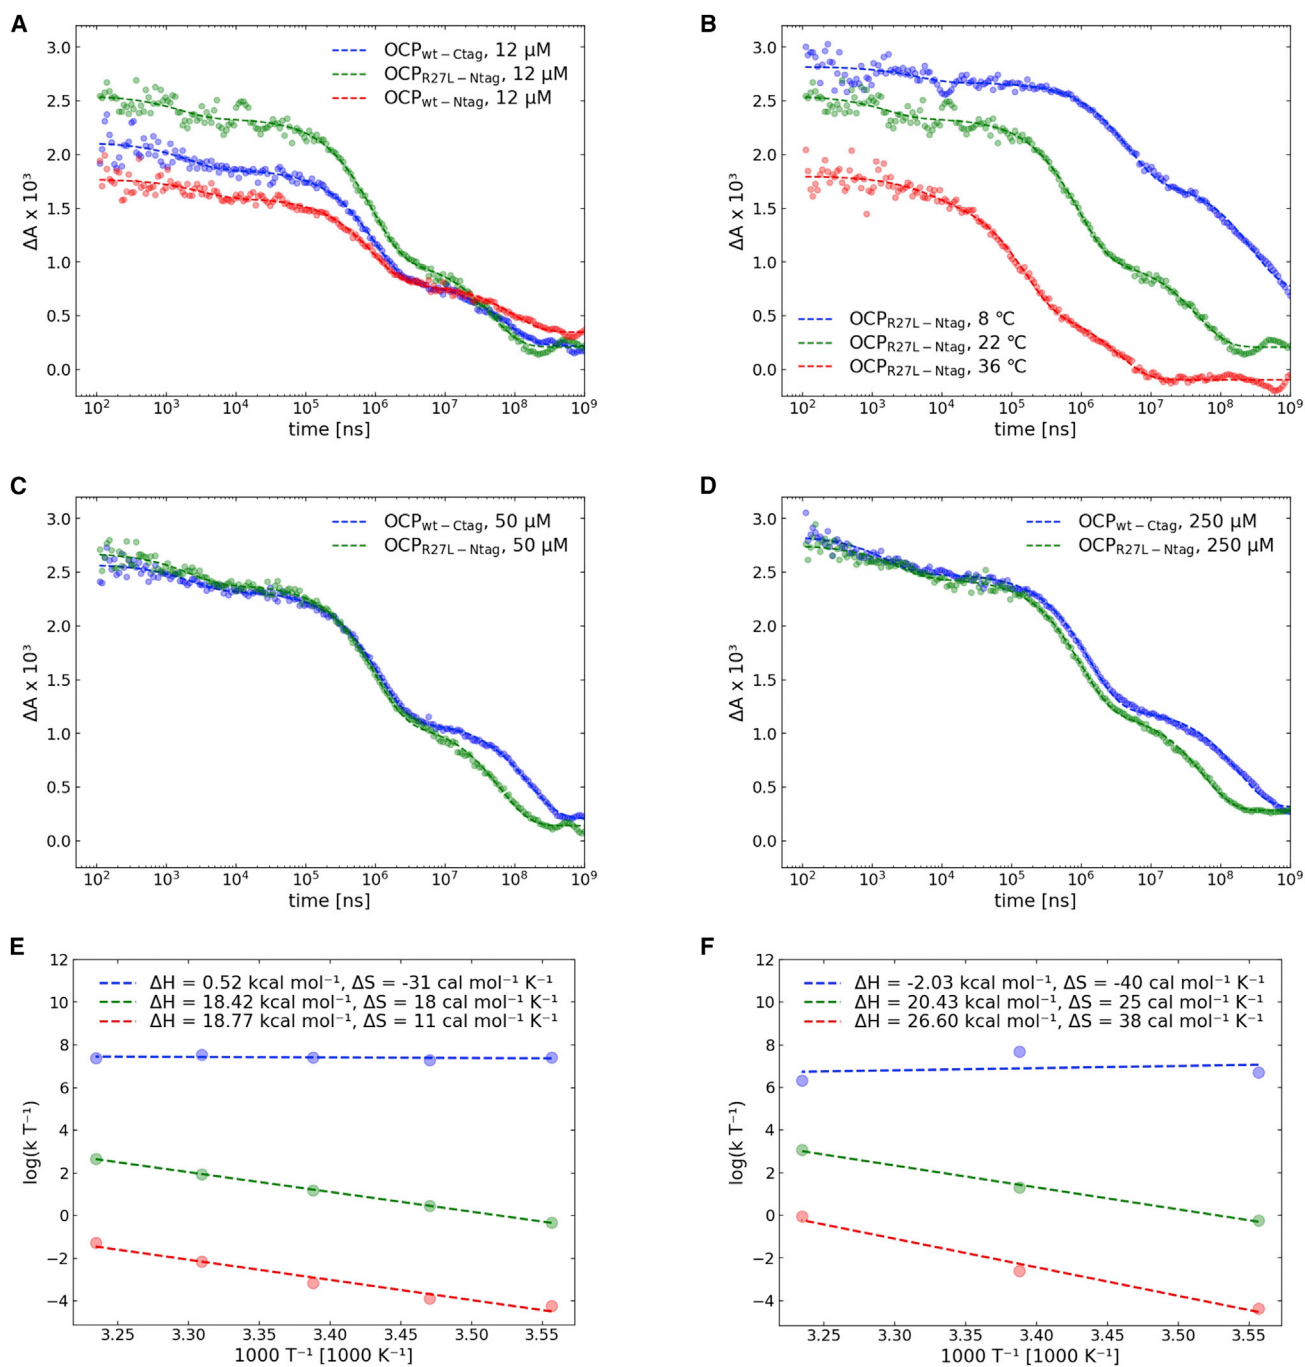 A
OCPwt−Ctag, 12 μM
OCPR27L−Ntag, 12 μM
OCPwt−Ntag, 12 μM
3.0
2.5
2.0
1.5
1.0
0.5
0.0
ΔA x 10³
10² 10³ 10⁴ 10⁵ 10⁶ 10⁷ 10⁸ 10⁹
time [ns]
B
OCPR27L−Ntag, 8 °C
OCPR27L−Ntag, 22 °C
OCPR27L−Ntag, 36 °C
3.0
2.5
2.0
1.5
1.0
0.5
0.0
ΔA x 10³
10² 10³ 10⁴ 10⁵ 10⁶ 10⁷ 10⁸ 10⁹
time [ns]
C
OCPwt−Ctag, 50 μM
OCPR27L−Ntag, 50 μM
3.0
2.5
2.0
1.5
1.0
0.5
0.0
ΔA x 10³
10² 10³ 10⁴ 10⁵ 10⁶ 10⁷ 10⁸ 10⁹
time [ns]
D
OCPwt−Ctag, 250 μM
OCPR27L−Ntag, 250 μM
3.0
2.5
2.0
1.5
1.0
0.5
0.0
ΔA x 10³
10² 10³ 10⁴ 10⁵ 10⁶ 10⁷ 10⁸ 10⁹
time [ns]
E
ΔH = 0.52 kcal mol⁻¹, ΔS = -31 cal mol⁻¹ K⁻¹
ΔH = 18.42 kcal mol⁻¹, ΔS = 18 cal mol⁻¹ K⁻¹
ΔH = 18.77 kcal mol⁻¹, ΔS = 11 cal mol⁻¹ K⁻¹
12
10
8
6
4
2
0
−2
−4
log(k T⁻¹)
3.25 3.30 3.35 3.40 3.45 3.50 3.55
1000 T⁻¹ [1000 K⁻¹]
F
ΔH = -2.03 kcal mol⁻¹, ΔS = -40 cal mol⁻¹ K⁻¹
ΔH = 20.43 kcal mol⁻¹, ΔS = 25 cal mol⁻¹ K⁻¹
ΔH = 26.60 kcal mol⁻¹, ΔS = 38 cal mol⁻¹ K⁻¹
12
10
8
6
4
2
0
−2
−4
log(k T⁻¹)
3.25 3.30 3.35 3.40 3.45 3.50 3.55
1000 T⁻¹ [1000 K⁻¹]